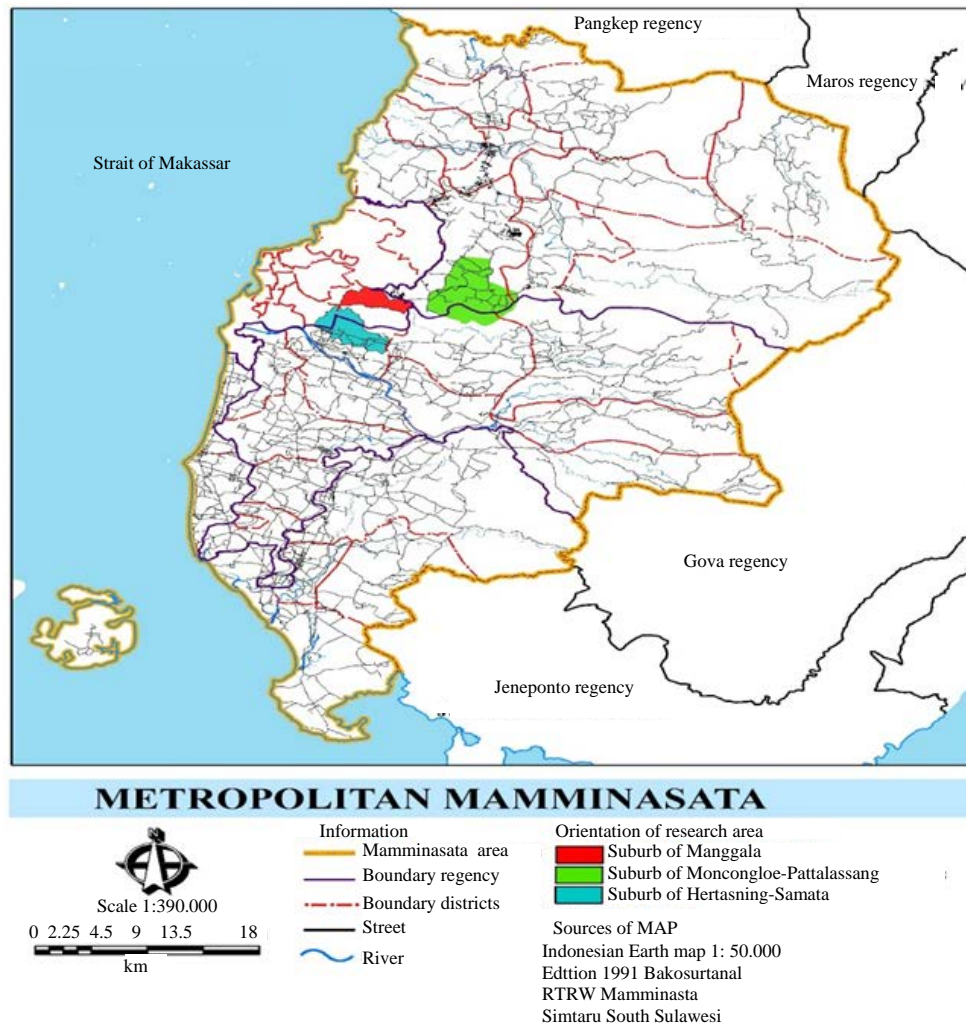 Pangkep regency
Maros regency
Strait of Makassar
Gova regency
Jeneponto regency
METROPOLITAN MAMMINASATA
N
Scale 1:390.000
0 2.25 4.5 9 13.5 18
km
Information
Mamminasata area
Boundary regency
Boundary districts
Street
River
Orientation of research area
Suburb of Manggala
Suburb of Moncongloe-Pattalassang
Suburb of Hertasning-Samata
Sources of MAP
Indonesian Earth map 1: 50.000
Edttion 1991 Bakosurtanal
RTRW Mamminasta
Simtaru South Sulawesi